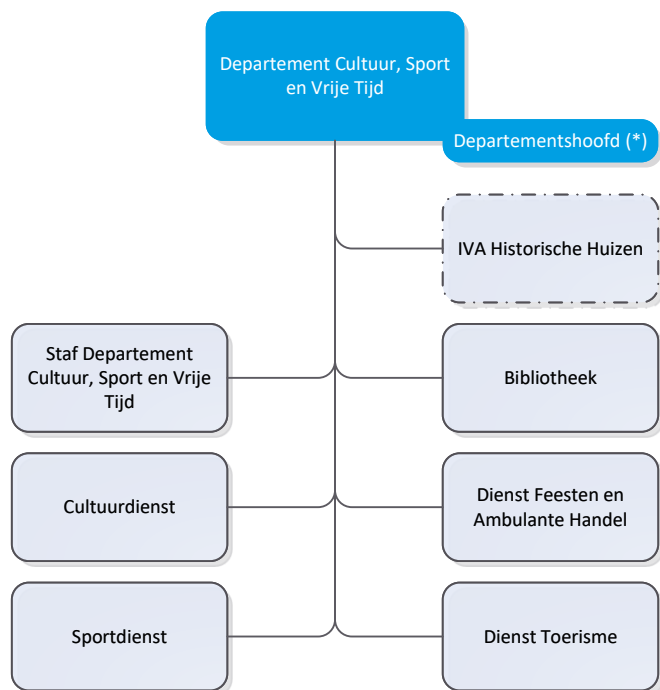 Departement Cultuur, Sport
en Vrije Tijd
Departementshoofd (*)
IVA Historische Huizen
Staf Departement
Cultuur, Sport en Vrije
Tijd
Bibliotheek
Cultuurdienst
Dienst Feesten en
Ambulante Handel
Sportdienst
Dienst Toerisme